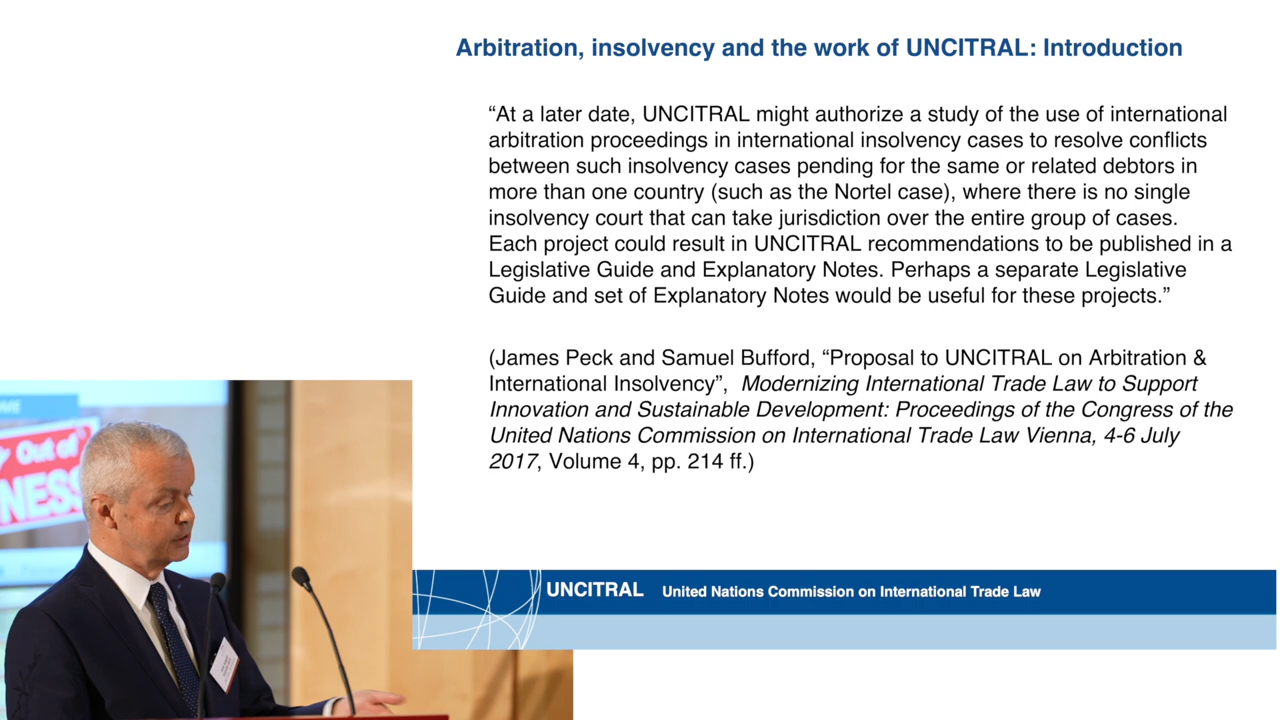 Arbitration, insolvency and the work of UNCITRAL: Introduction
“At a later date, UNCITRAL might authorize a study of the use of international
arbitration proceedings in international insolvency cases to resolve conflicts
between such insolvency cases pending for the same or related debtors in
more than one country (such as the Nortel case), where there is no single
insolvency court that can take jurisdiction over the entire group of cases.
Each project could result in UNCITRAL recommendations to be published in a
Legislative Guide and Explanatory Notes. Perhaps a separate Legislative
Guide and set of Explanatory Notes would be useful for these projects.”
(James Peck and Samuel Bufford, “Proposal to UNCITRAL on Arbitration &
International Insolvency”, Modernizing International Trade Law to Support
Innovation and Sustainable Development: Proceedings of the Congress of the
United Nations Commission on International Trade Law Vienna, 4-6 July
2017, Volume 4, pp. 214 ff.)
Out of
NESS
UNCITRAL United Nations Commission on International Trade Law